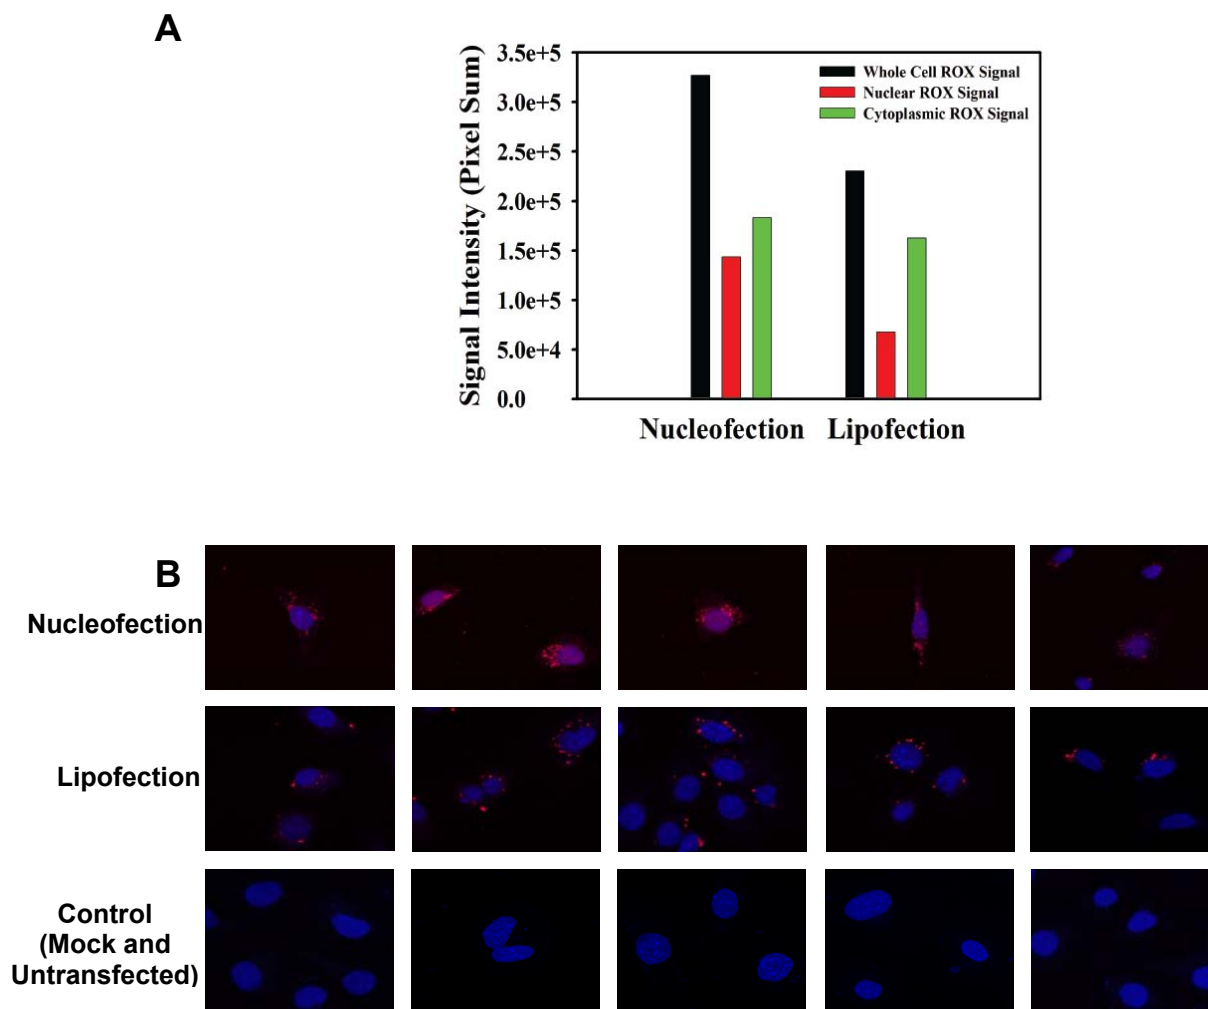 A
Signal Intensity (Pixel Sum)
3.5e+5
3.0e+5
2.5e+5
2.0e+5
1.5e+5
1.0e+5
5.0e+4
0.0
Whole Cell ROX Signal
Nuclear ROX Signal
Cytoplasmic ROX Signal
Nucleofection Lipofection
B
Nucleofection
Lipofection
Control
(Mock and
Untransfected)